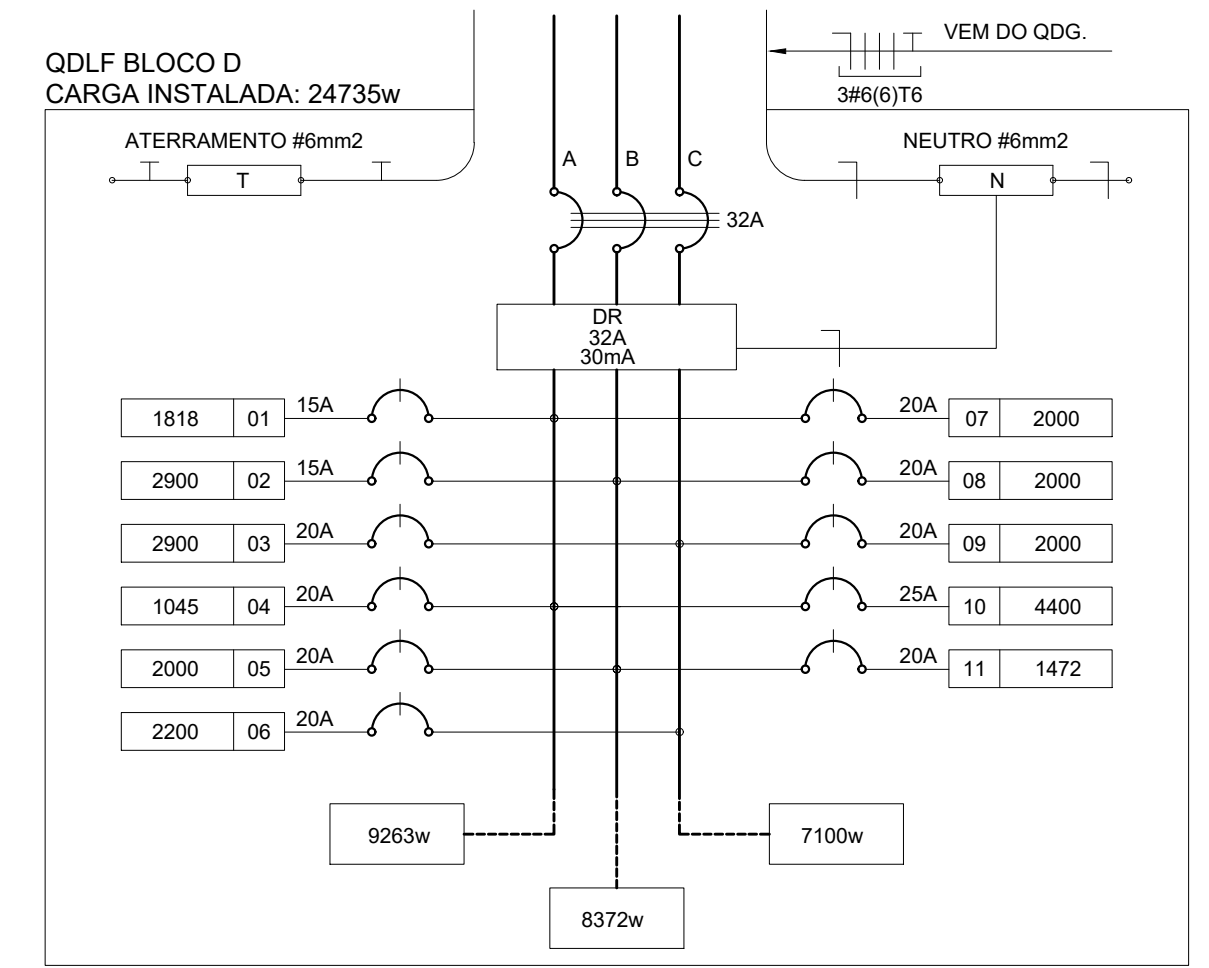 QDLF BLOCO D
CARGA INSTALADA: 24735w
VEM DO QDG.
3#6(6)T6
ATERRAMENTO #6mm2
NEUTRO #6mm2
T
A
B
C
N
32A
DR
32A
30mA
1818 01 15A
20A 07 2000
2900 02 15A
20A 08 2000
2900 03 20A
20A 09 2000
1045 04 20A
25A 10 4400
2000 05 20A
20A 11 1472
2200 06 20A
9263w
7100w
8372w